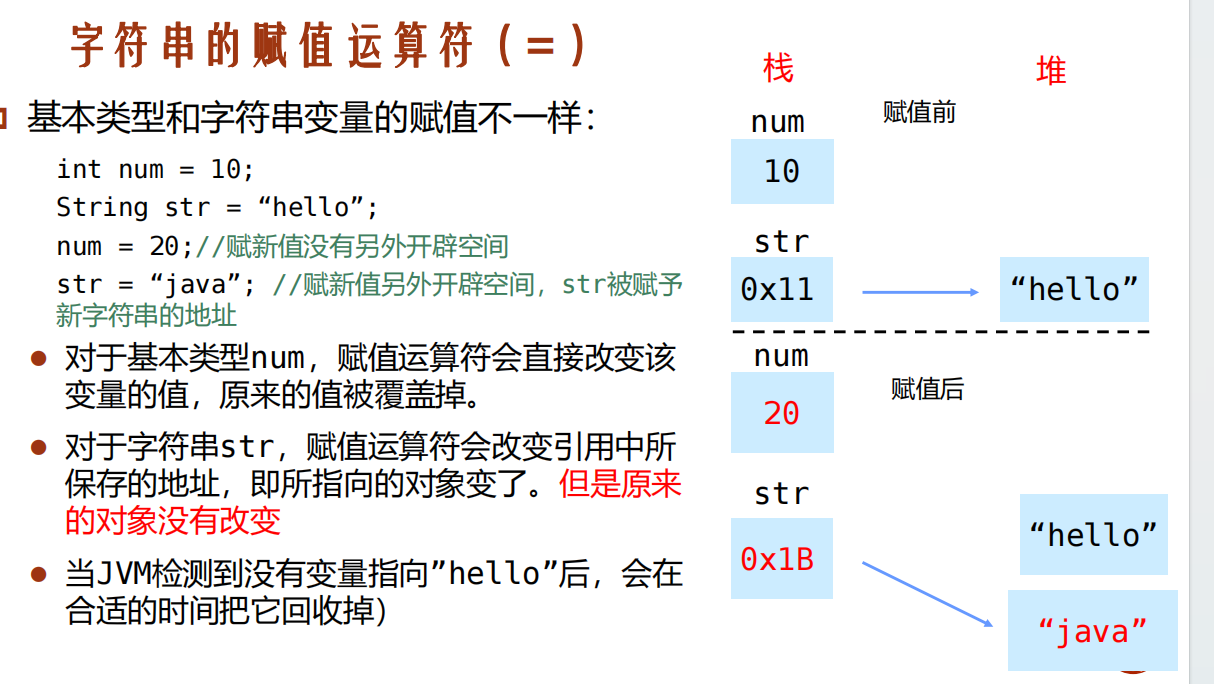 字符串的赋值运算符（=）
基本类型和字符串变量的赋值不一样：
int num = 10;
String str = “hello”;
num = 20;//赋新值没有另外开辟空间
str = “java”; //赋新值另外开辟空间，str被赋予
新字符串的地址
对于基本类型num，赋值运算符会直接改变该
变量的值，原来的值被覆盖掉。
对于字符串str，赋值运算符会改变引用中所
保存的地址，即所指向的对象变了。但是原来
的对象没有改变
当JVM检测到没有变量指向”hello”后，会在
合适的时间把它回收掉）
栈
堆
赋值前
num
10
str
0x11
“hello”
num
赋值后
20
str
“hello”
0x1B
“java”